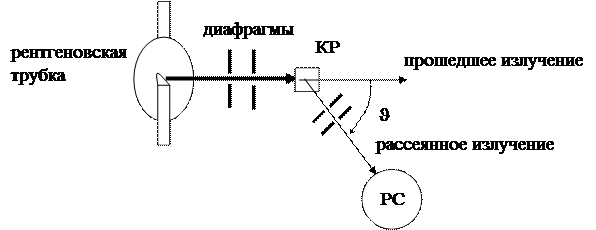 диафрагмы
КР
рентгеновская
трубка
прошедшее излучение
ϑ
рассеянное излучение
РС